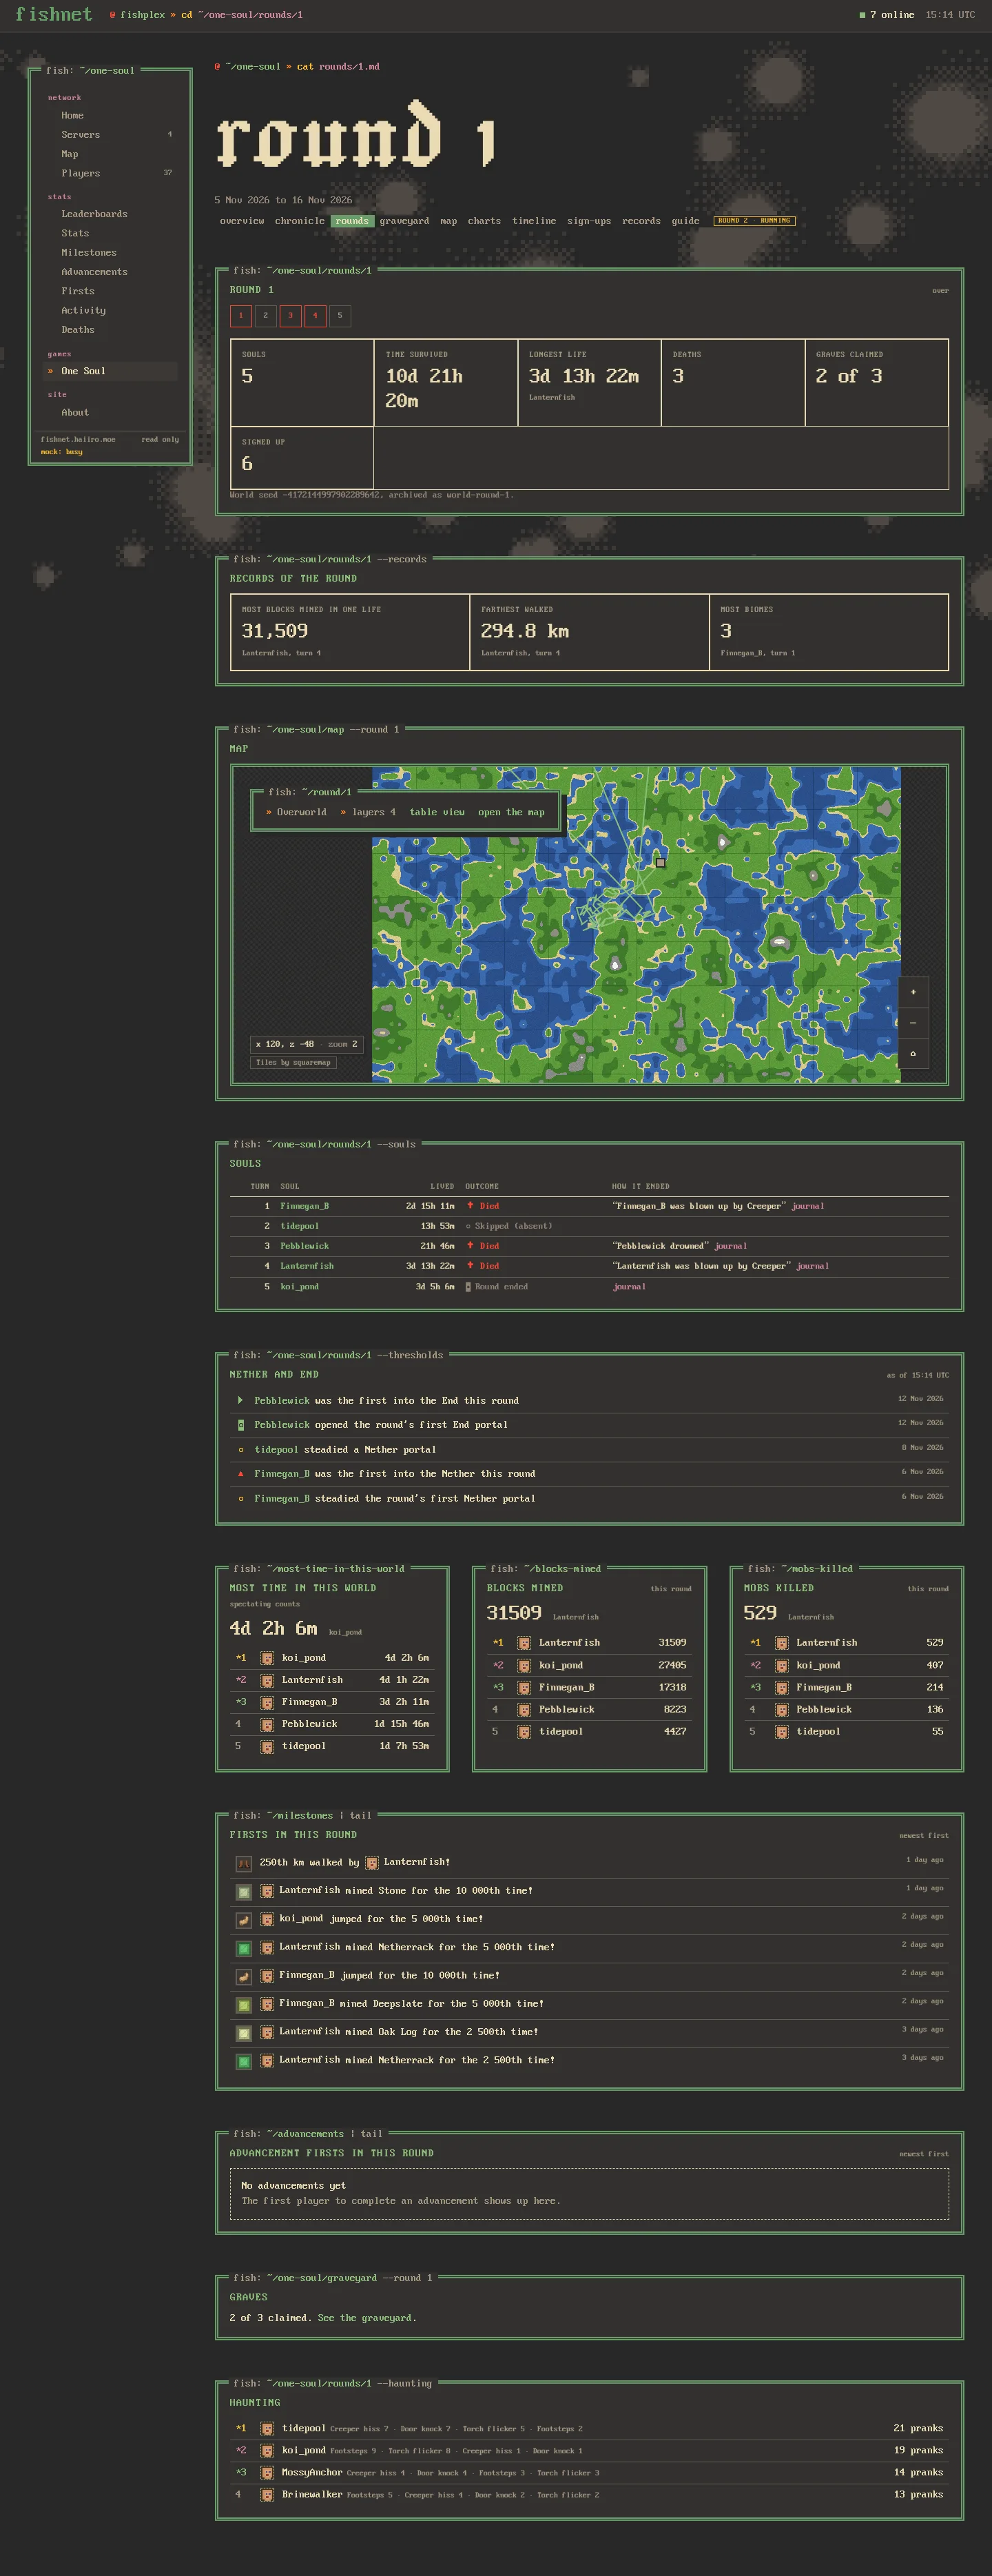 fishnet @ fishplex » cd ~/one-soul/rounds/1 7 online 15:14 UTC
fish: ~/one-soul
network
Home
Servers 4
Map
Players 37
stats
Leaderboards
Stats
Milestones
Advancements
Firsts
Activity
Deaths
games
» One Soul
site
About
fishnet.haiiro.moe read only
mock: busy
@ ~/one-soul » cat rounds/1.md
round 1
5 Nov 2026 to 16 Nov 2026
overview chronicle rounds graveyard map charts timeline sign-ups records guide ROUND 2 · RUNNING
fish: ~/one-soul/rounds/1
ROUND 1 over
1 2 3 4 5
SOULS
5
TIME SURVIVED
10d 21h
20m
LONGEST LIFE
3d 13h 22m
Lanternfish
DEATHS
3
GRAVES CLAIMED
2 of 3
SIGNED UP
6
World seed -4172144997902289642, archived as world-round-1.
fish: ~/one-soul/rounds/1 --records
RECORDS OF THE ROUND
MOST BLOCKS MINED IN ONE LIFE
31,509
Lanternfish, turn 4
FARTHEST WALKED
294.8 km
Lanternfish, turn 4
MOST BIOMES
3
Finnegan_B, turn 1
fish: ~/one-soul/map --round 1
MAP
fish: ~/round/1
» Overworld » layers 4 table view open the map
+
−
⌂
x 120, z -48 · zoom 2
Tiles by squaremap
fish: ~/one-soul/rounds/1 --souls
SOULS
TURN SOUL LIVED OUTCOME HOW IT ENDED
1 Finnegan_B 2d 15h 11m ✝ Died “Finnegan_B was blown up by Creeper” journal
2 tidepool 13h 53m ○ Skipped (absent)
3 Pebblewick 21h 46m ✝ Died “Pebblewick drowned” journal
4 Lanternfish 3d 13h 22m ✝ Died “Lanternfish was blown up by Creeper” journal
5 koi_pond 3d 5h 6m Round ended journal
fish: ~/one-soul/rounds/1 --thresholds
NETHER AND END as of 15:14 UTC
Pebblewick was the first into the End this round 12 Nov 2026
Pebblewick opened the round's first End portal 12 Nov 2026
tidepool steadied a Nether portal 8 Nov 2026
Finnegan_B was the first into the Nether this round 6 Nov 2026
Finnegan_B steadied the round's first Nether portal 6 Nov 2026
fish: ~/most-time-in-this-world
MOST TIME IN THIS WORLD
spectating counts
4d 2h 6m koi_pond
*1 koi_pond 4d 2h 6m
*2 Lanternfish 4d 1h 22m
*3 Finnegan_B 3d 2h 11m
4 Pebblewick 1d 15h 46m
5 tidepool 1d 7h 53m
fish: ~/blocks-mined
BLOCKS MINED this round
31509 Lanternfish
*1 Lanternfish 31509
*2 koi_pond 27405
*3 Finnegan_B 17318
4 Pebblewick 8223
5 tidepool 4427
fish: ~/mobs-killed
MOBS KILLED this round
529 Lanternfish
*1 Lanternfish 529
*2 koi_pond 407
*3 Finnegan_B 214
4 Pebblewick 136
5 tidepool 55
fish: ~/milestones | tail
FIRSTS IN THIS ROUND newest first
250th km walked by Lanternfish! 1 day ago
Lanternfish mined Stone for the 10 000th time! 1 day ago
koi_pond jumped for the 5 000th time! 2 days ago
Lanternfish mined Netherrack for the 5 000th time! 2 days ago
Finnegan_B jumped for the 10 000th time! 2 days ago
Finnegan_B mined Deepslate for the 5 000th time! 2 days ago
Lanternfish mined Oak Log for the 2 500th time! 3 days ago
Lanternfish mined Netherrack for the 2 500th time! 3 days ago
fish: ~/advancements | tail
ADVANCEMENT FIRSTS IN THIS ROUND newest first
No advancements yet
The first player to complete an advancement shows up here.
fish: ~/one-soul/graveyard --round 1
GRAVES
2 of 3 claimed. See the graveyard.
fish: ~/one-soul/rounds/1 --haunting
HAUNTING
*1 tidepool Creeper hiss 7 · Door knock 7 · Torch flicker 5 · Footsteps 2 21 pranks
*2 koi_pond Footsteps 9 · Torch flicker 8 · Creeper hiss 1 · Door knock 1 19 pranks
*3 MossyAnchor Creeper hiss 4 · Door knock 4 · Footsteps 3 · Torch flicker 3 14 pranks
4 Brinewalker Footsteps 5 · Creeper hiss 4 · Door knock 2 · Torch flicker 2 13 pranks